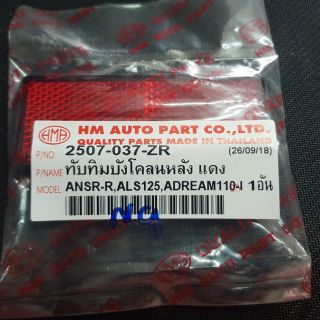 HMA
HM AUTO PART CO.,LTD.
QUALITY PARTS MADE IN THAILAND
P/NO 2507-037-ZR (26/09/18)
P/NAME ทับทิมบังโคลนหลัง แดง
MODEL ANSR-R,ALS125,ADREAM110-I 1อัน